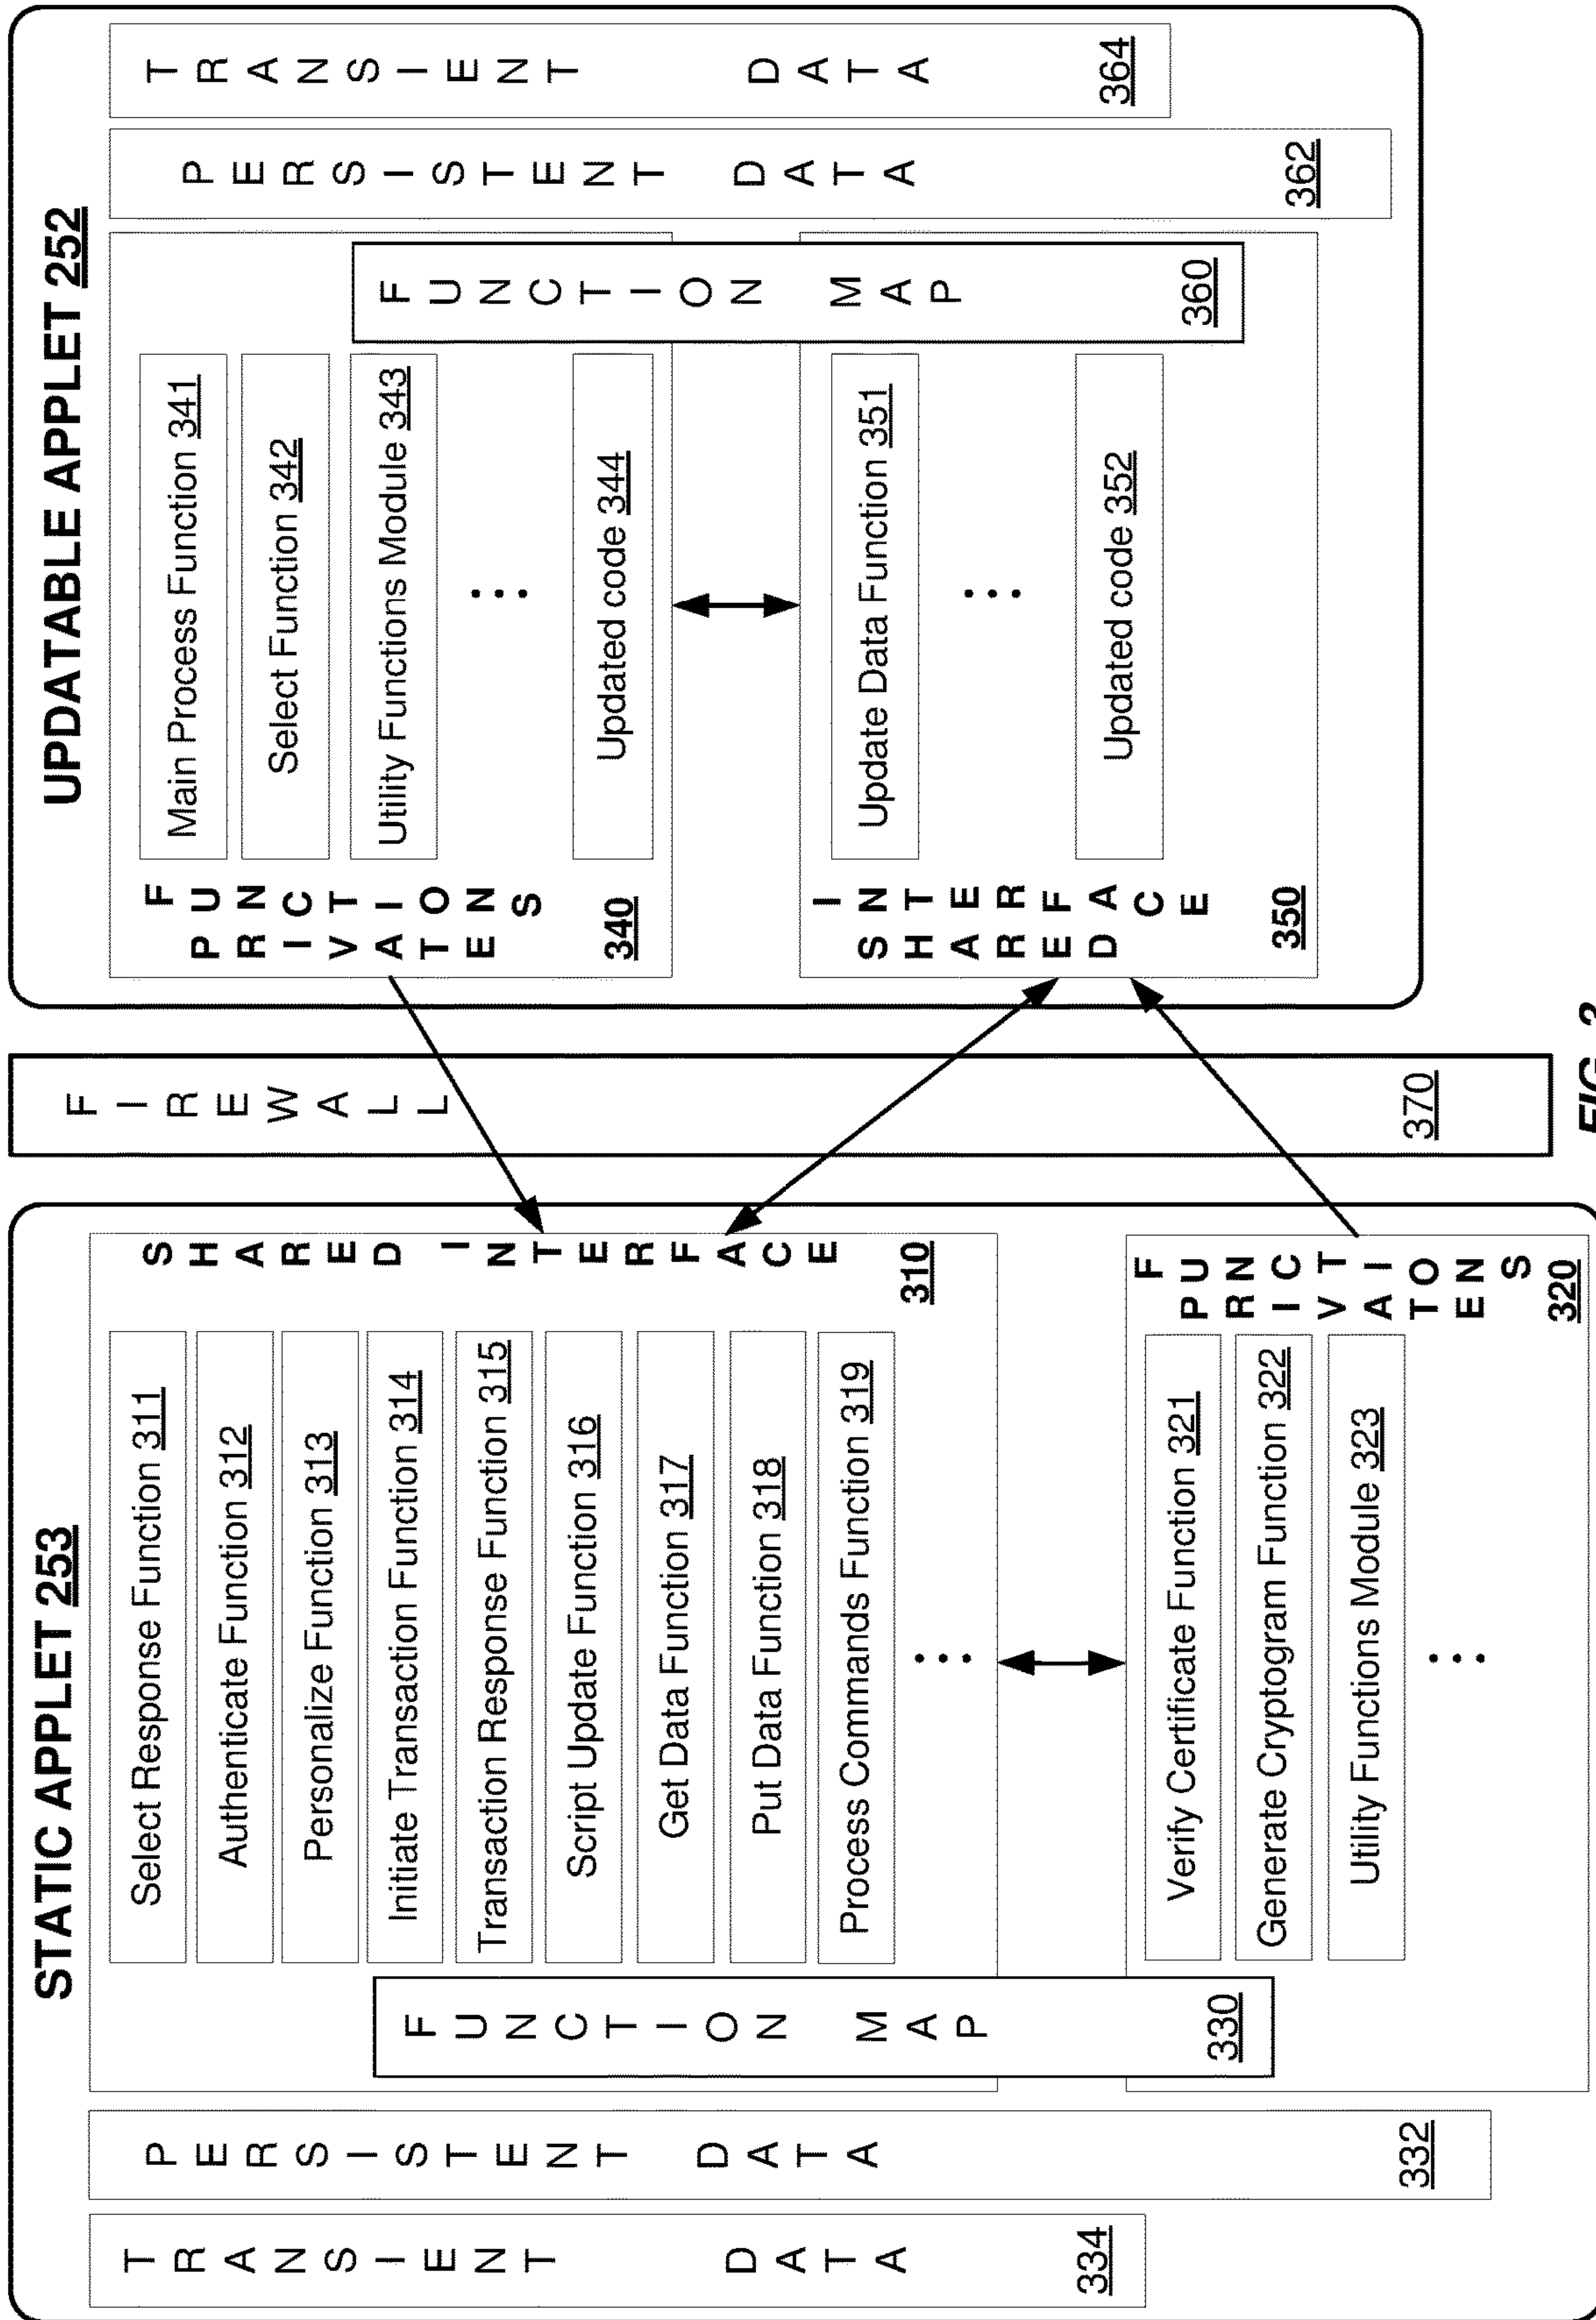 STATIC APPLET 253
TRANSIENT DATA
334
PERSISTENT DATA
332
FUNCTION MAP
330
Select Response Function 311
Authenticate Function 312
Personalize Function 313
Initiate Transaction Function 314
Transaction Response Function 315
Script Update Function 316
Get Data Function 317
Put Data Function 318
Process Commands Function 319
...
SHARED INTERFACE
310
Verify Certificate Function 321
Generate Cryptogram Function 322
Utility Functions Module 323
...
PRIVATE FUNCTIONS
320
FIREWALL
370
UPDATABLE APPLET 252
PRIVATE FUNCTIONS
340
Main Process Function 341
Select Function 342
Utility Functions Module 343
...
Updated code 344
SHARED INTERFACE
350
Update Data Function 351
...
Updated code 352
FUNCTION MAP
360
PERSISTENT DATA
362
TRANSIENT DATA
364
FIG. 3